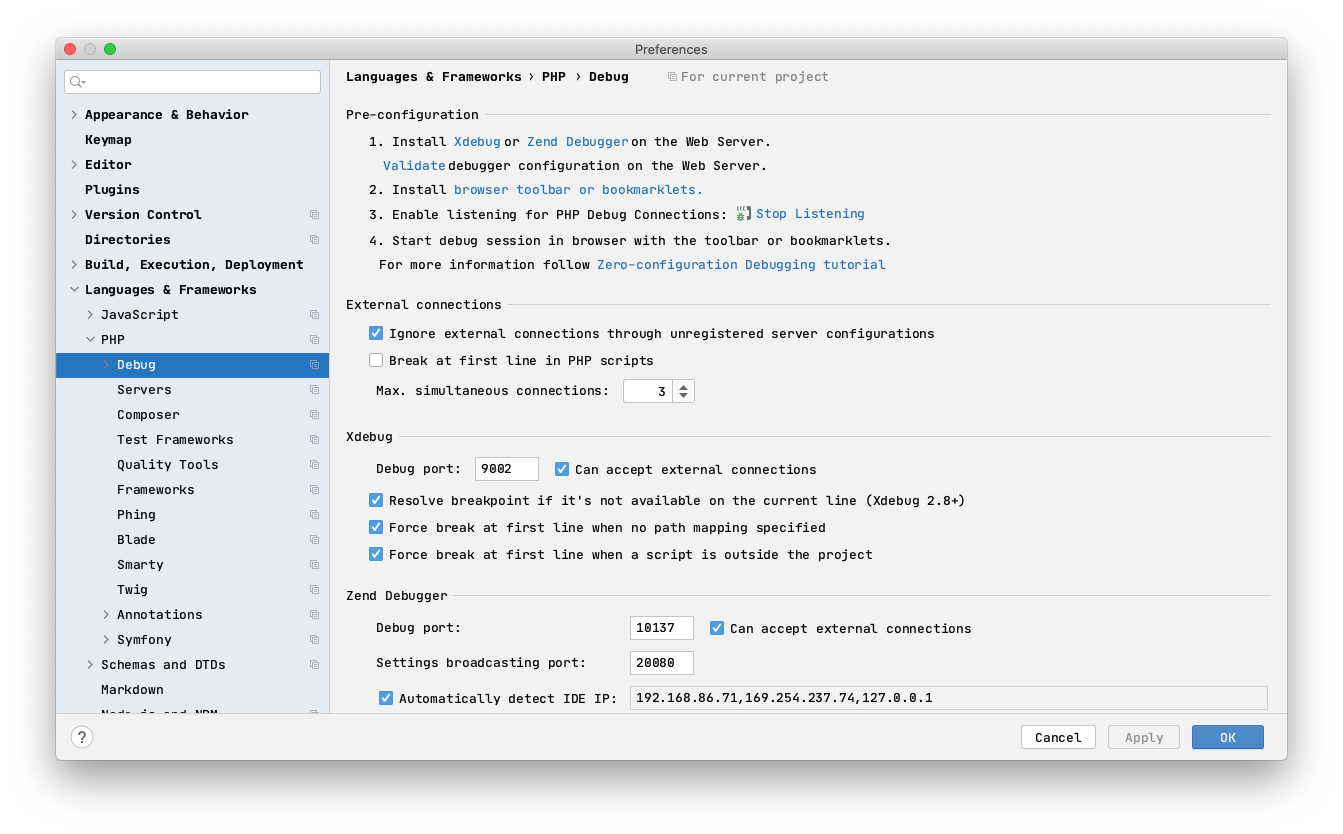 Preferences
Appearance & Behavior
Keymap
Editor
Plugins
Version Control
Directories
Build, Execution, Deployment
Languages & Frameworks
JavaScript
PHP
Debug
Servers
Composer
Test Frameworks
Quality Tools
Frameworks
Phing
Blade
Smarty
Twig
Annotations
Symfony
Schemas and DTDs
Markdown
Node.js and NPM
Languages & Frameworks › PHP › Debug For current project
Pre-configuration
1. Install Xdebug or Zend Debugger on the Web Server.
Validate debugger configuration on the Web Server.
2. Install browser toolbar or bookmarklets.
3. Enable listening for PHP Debug Connections: Stop Listening
4. Start debug session in browser with the toolbar or bookmarklets.
For more information follow Zero-configuration Debugging tutorial
External connections
Ignore external connections through unregistered server configurations
Break at first line in PHP scripts
Max. simultaneous connections: 3
Xdebug
Debug port: 9002 Can accept external connections
Resolve breakpoint if it's not available on the current line (Xdebug 2.8+)
Force break at first line when no path mapping specified
Force break at first line when a script is outside the project
Zend Debugger
Debug port: 10137 Can accept external connections
Settings broadcasting port: 20080
Automatically detect IDE IP: 192.168.86.71,169.254.237.74,127.0.0.1
? Cancel Apply OK